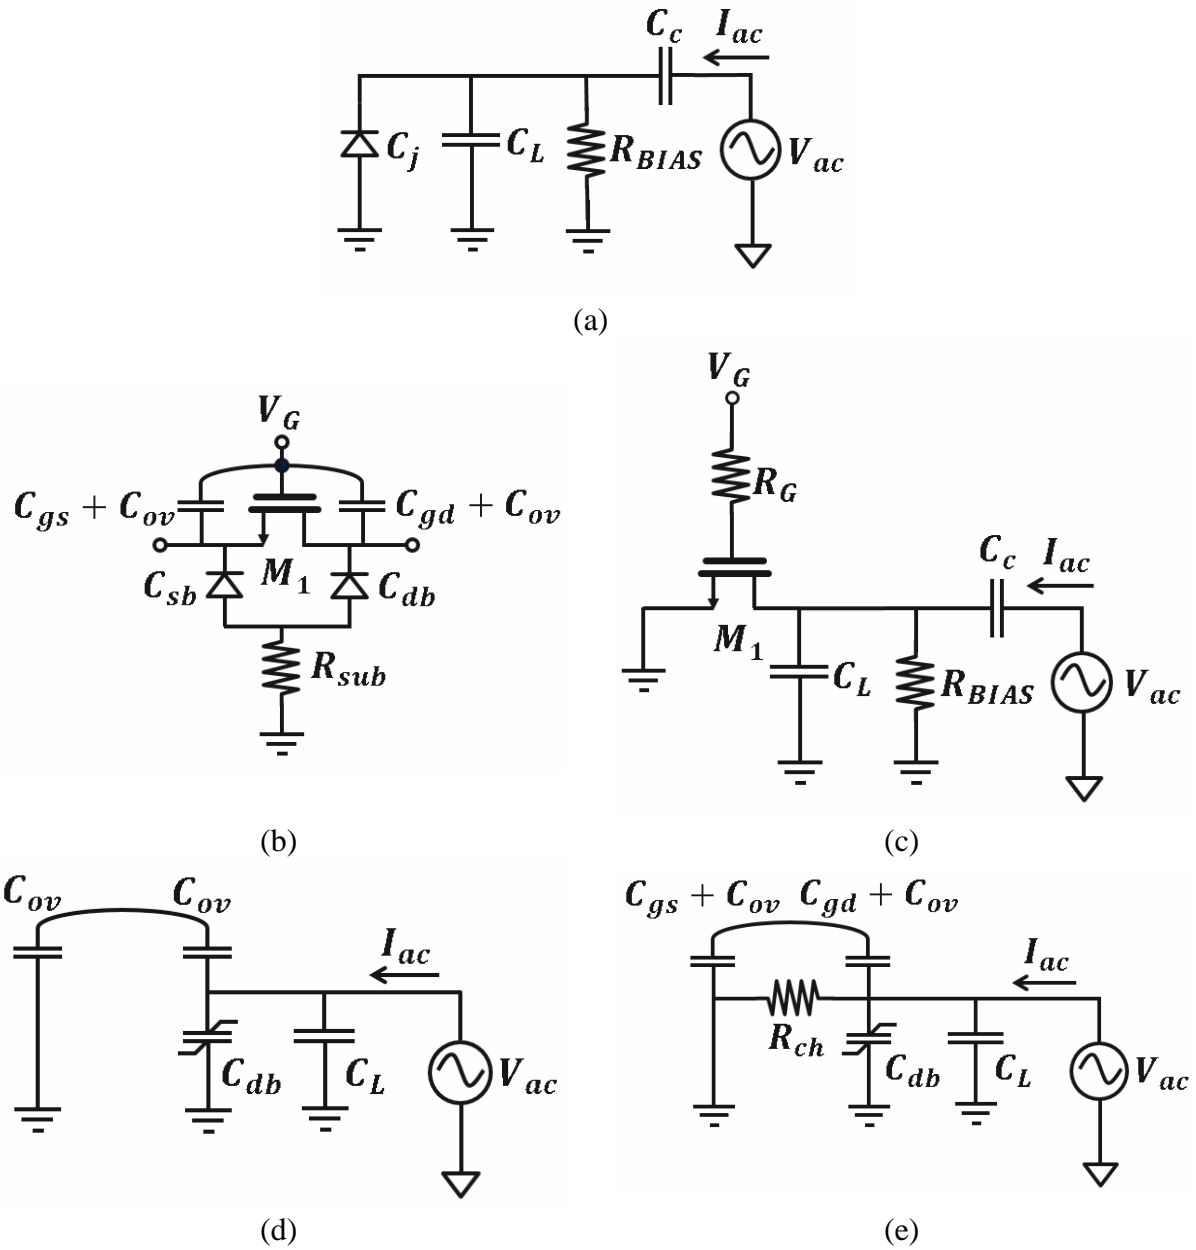 C_c I_ac
C_j C_L R_BIAS V_ac
(a)
V_G
C_gs + C_ov C_gd + C_ov
C_sb M_1 C_db
R_sub
(b)
V_G
R_G
C_c I_ac
M_1 C_L R_BIAS V_ac
(c)
C_ov C_ov
I_ac
C_db C_L V_ac
(d)
C_gs + C_ov C_gd + C_ov
I_ac
R_ch C_db C_L V_ac
(e)